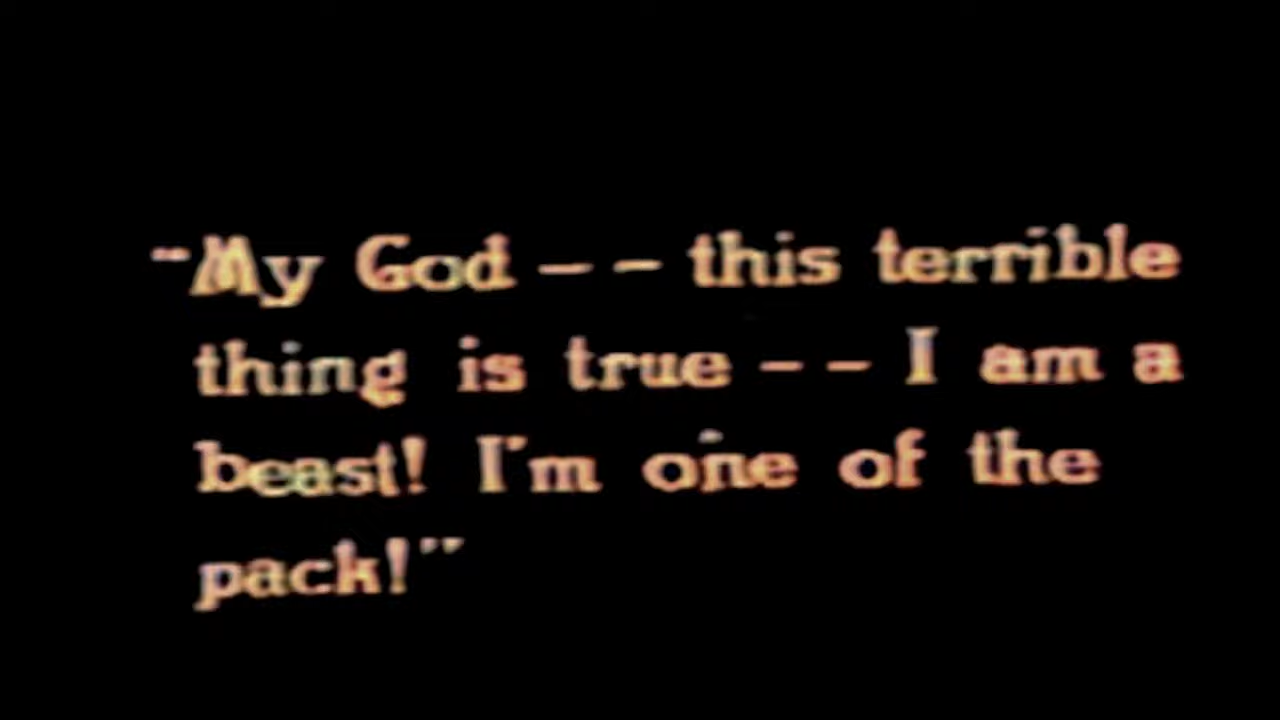 "My God -- this terrible
thing is true -- I am a
beast! I'm one of the
pack!"